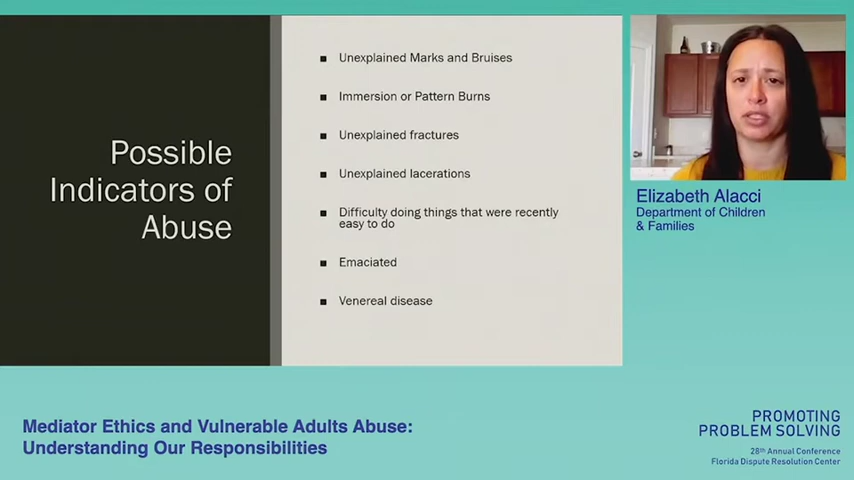 Possible
Indicators of
Abuse
Unexplained Marks and Bruises
Immersion or Pattern Burns
Unexplained fractures
Unexplained lacerations
Difficulty doing things that were recently
easy to do
Emaciated
Venereal disease
Elizabeth Alacci
Department of Children
& Families
Mediator Ethics and Vulnerable Adults Abuse:
Understanding Our Responsibilities
PROMOTING
PROBLEM SOLVING
28th Annual Conference
Florida Dispute Resolution Center